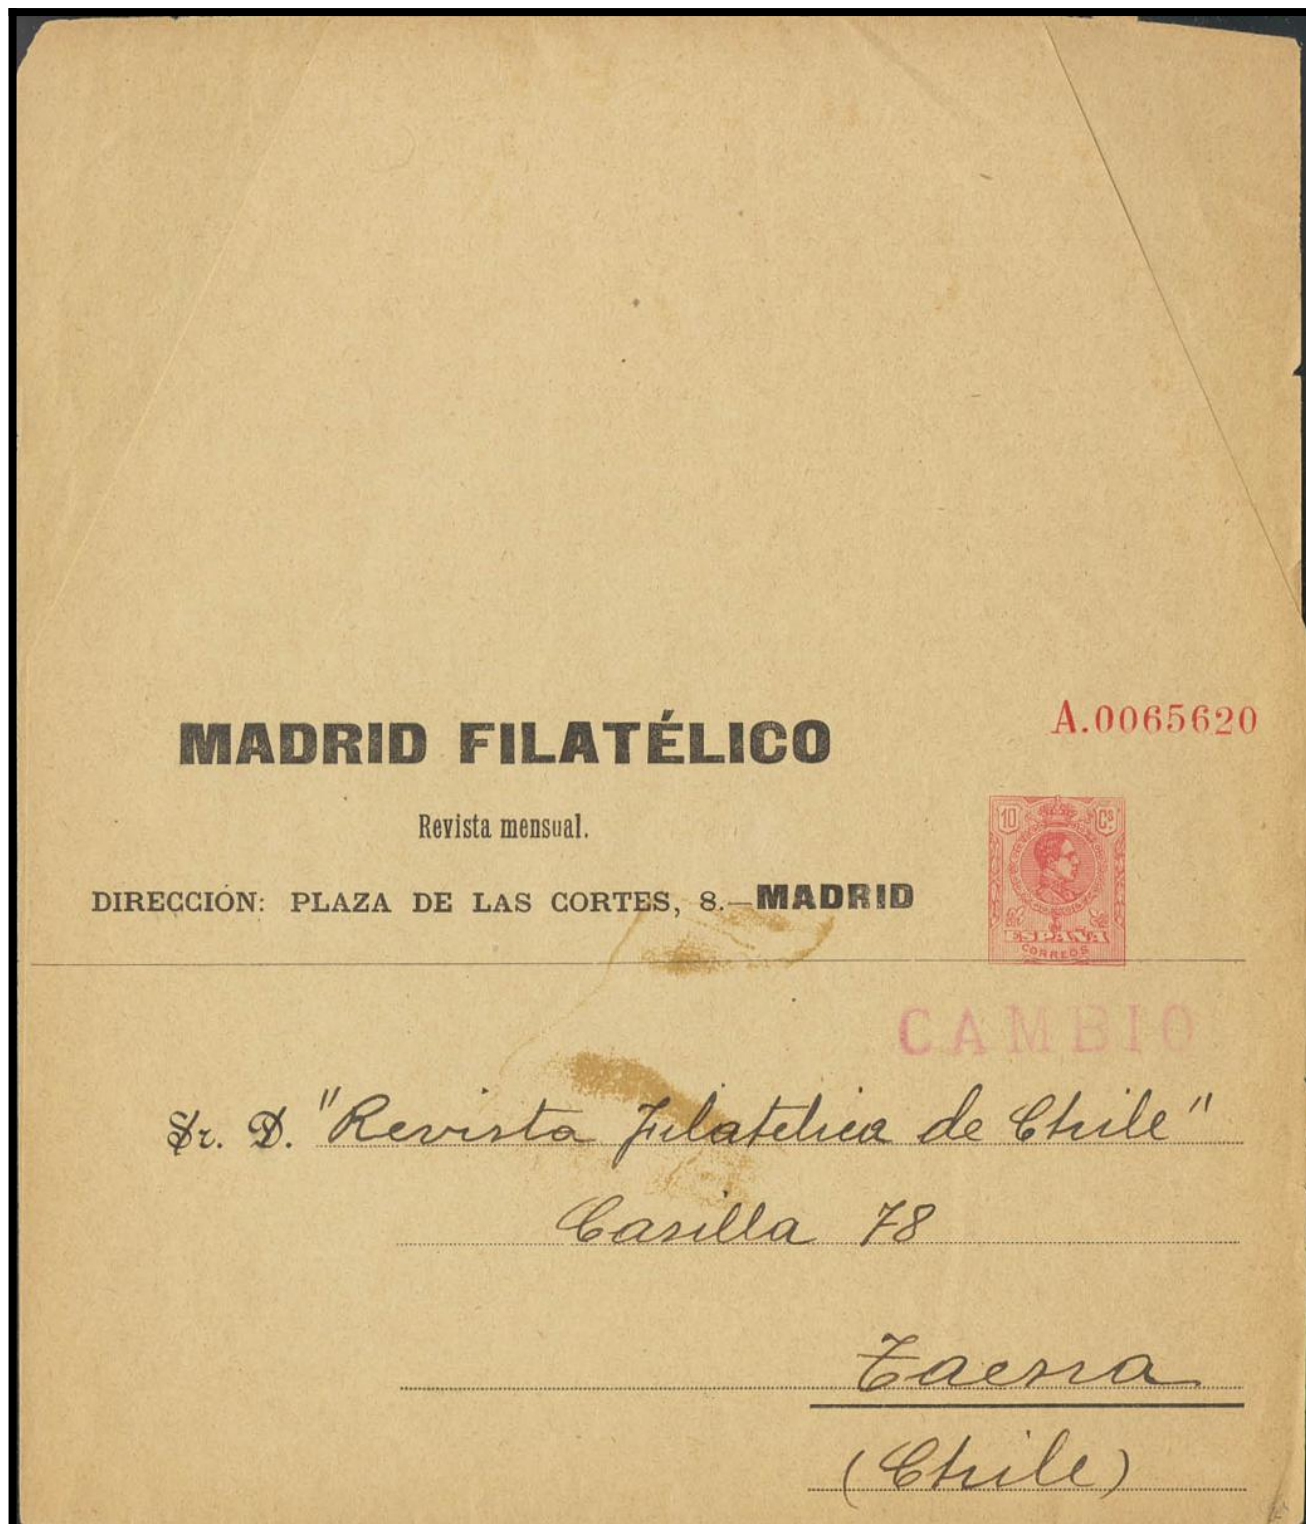 MADRID FILATÉLICO
A.0065620
Revista mensual.
10 Cs.
DIRECCIÓN: PLAZA DE LAS CORTES, 8.—MADRID
ESPAÑA
CORREOS
CAMBIO
Sr. D. "Revista Filatelica de Chile"
Casilla 78
Tacna
(Chile)